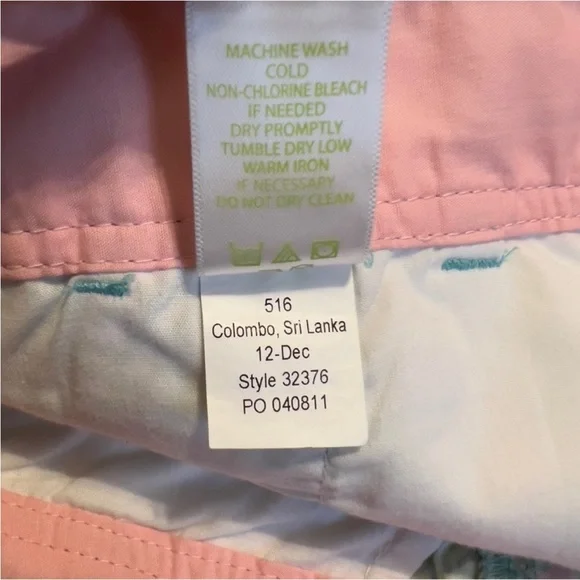 MACHINE WASH
COLD
NON-CHLORINE BLEACH
IF NEEDED
DRY PROMPTLY
TUMBLE DRY LOW
WARM IRON
IF NECESSARY
DO NOT DRY CLEAN
516
Colombo, Sri Lanka
12-Dec
Style 32376
PO 040811